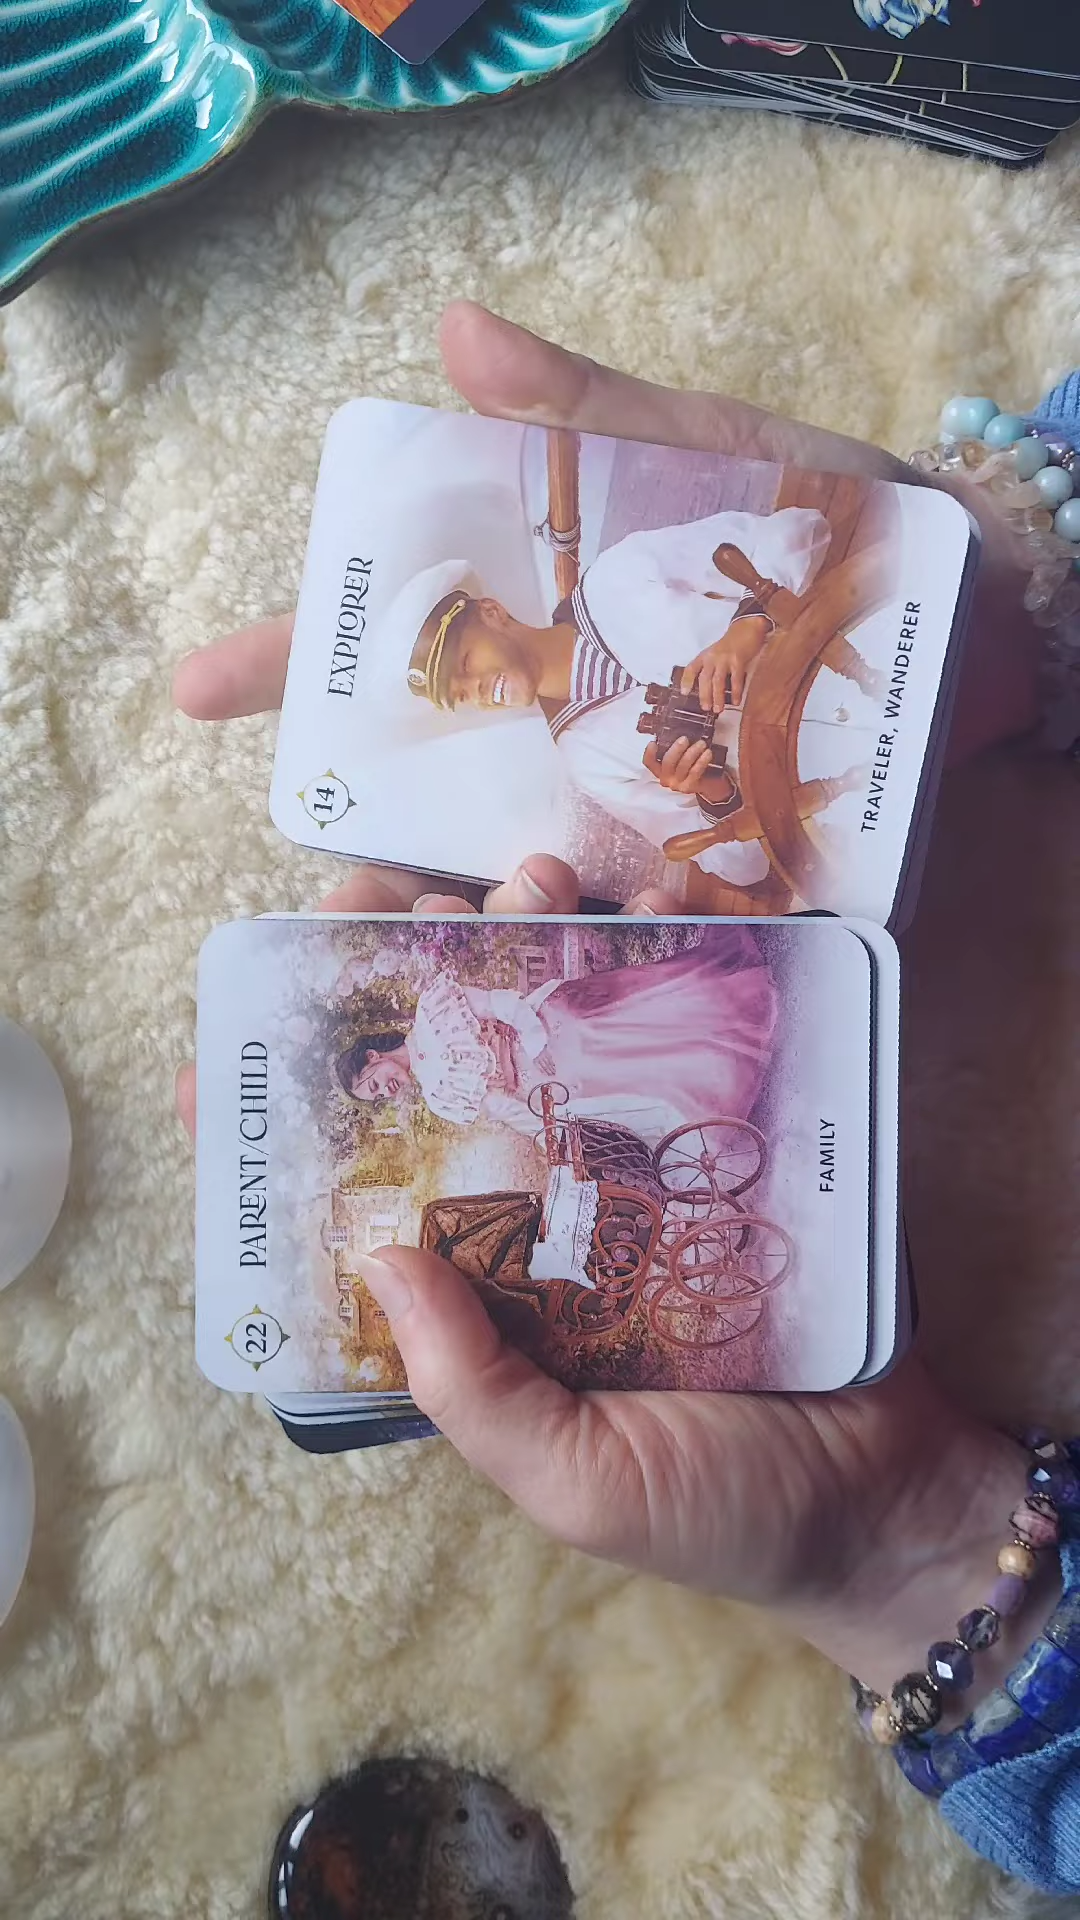 22
PARENT/CHILD
FAMILY
14
EXPLORER
TRAVELER, WANDERER